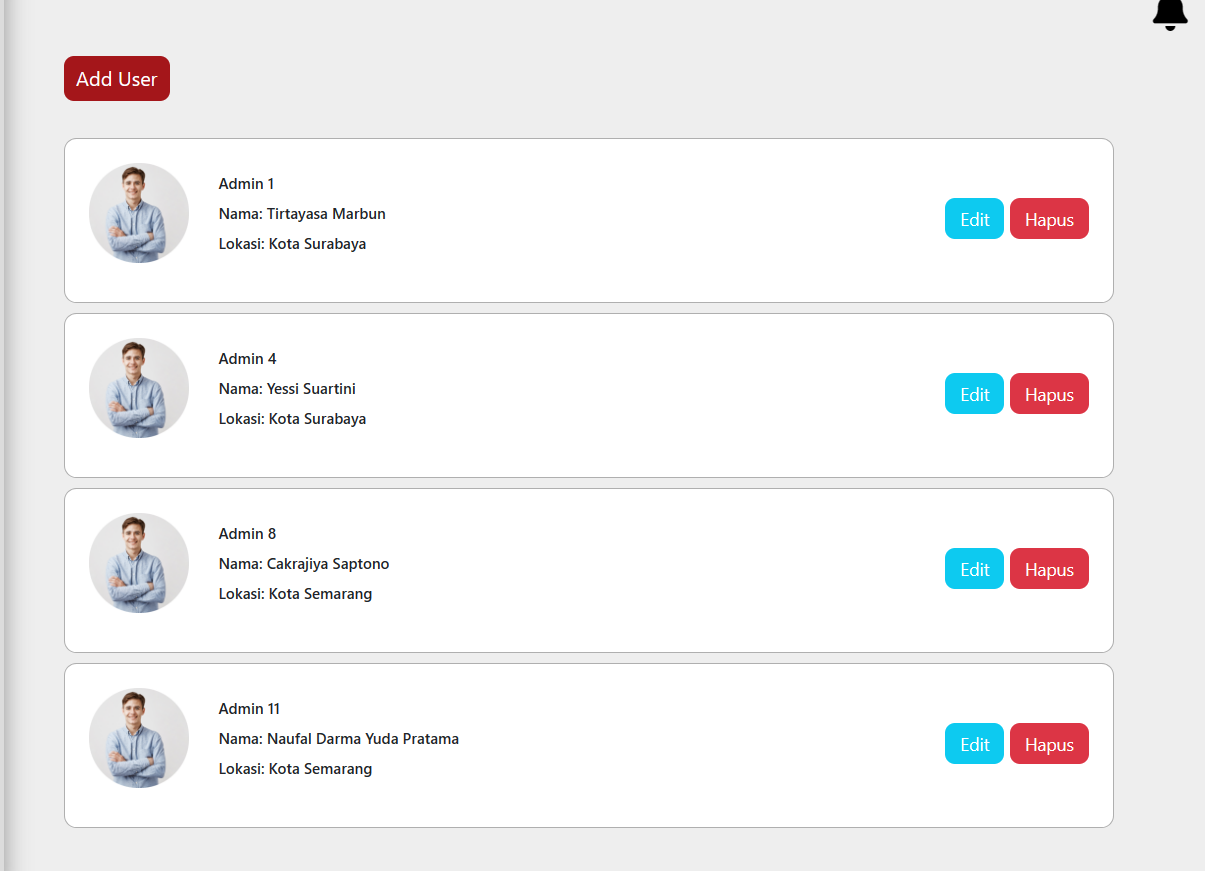 Add User
Admin 1
Nama: Tirtayasa Marbun
Lokasi: Kota Surabaya
Edit
Hapus
Admin 4
Nama: Yessi Suartini
Lokasi: Kota Surabaya
Edit
Hapus
Admin 8
Nama: Cakrajiya Saptono
Lokasi: Kota Semarang
Edit
Hapus
Admin 11
Nama: Naufal Darma Yuda Pratama
Lokasi: Kota Semarang
Edit
Hapus